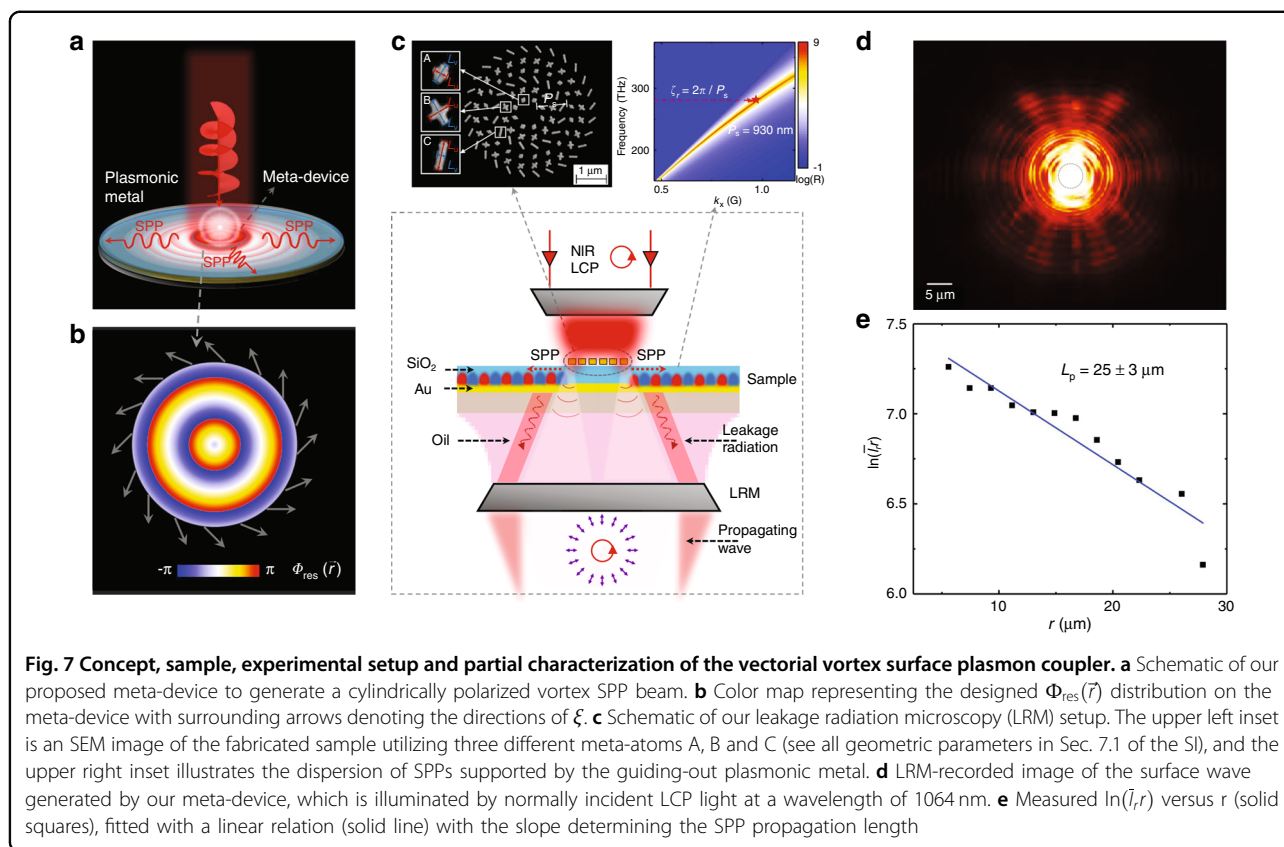 a
Plasmonic
metal
Meta-device
SPP
SPP
SPP
b
-π
π
Φres (r⃗)
c
A
Lv
Lu
B
Lu
Lv
C
Lu
Lv
Ps
1 μm
Frequency (THz)
300
200
0.5
1.0
kx (G)
ζr = 2π / Ps
Ps = 930 nm
9
-1
log(R)
NIR
LCP
SiO2
SPP
SPP
Sample
Au
Oil
Leakage
radiation
LRM
Propagating
wave
d
5 μm
e
7.5
7.0
6.5
6.0
ln(I̅rr)
Lp = 25 ± 3 μm
10
20
30
r (μm)
Fig. 7 Concept, sample, experimental setup and partial characterization of the vectorial vortex surface plasmon coupler. a Schematic of our
proposed meta-device to generate a cylindrically polarized vortex SPP beam. b Color map representing the designed Φres(r⃗) distribution on the
meta-device with surrounding arrows denoting the directions of ξ. c Schematic of our leakage radiation microscopy (LRM) setup. The upper left inset
is an SEM image of the fabricated sample utilizing three different meta-atoms A, B and C (see all geometric parameters in Sec. 7.1 of the SI), and the
upper right inset illustrates the dispersion of SPPs supported by the guiding-out plasmonic metal. d LRM-recorded image of the surface wave
generated by our meta-device, which is illuminated by normally incident LCP light at a wavelength of 1064 nm. e Measured ln(I̅rr) versus r (solid
squares), fitted with a linear relation (solid line) with the slope determining the SPP propagation length